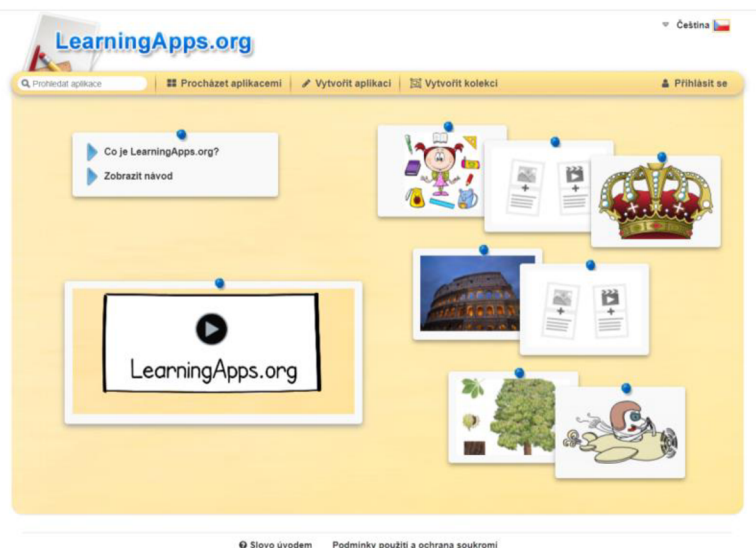 Čeština
LearningApps.org
Prohledat aplikace
Procházet aplikacemi
Vytvořit aplikaci
Vytvořit kolekci
Přihlásit se
Co je LearningApps.org?
Zobrazit návod
LearningApps.org
Slovo úvodem
Podmínky použití a ochrana soukromí